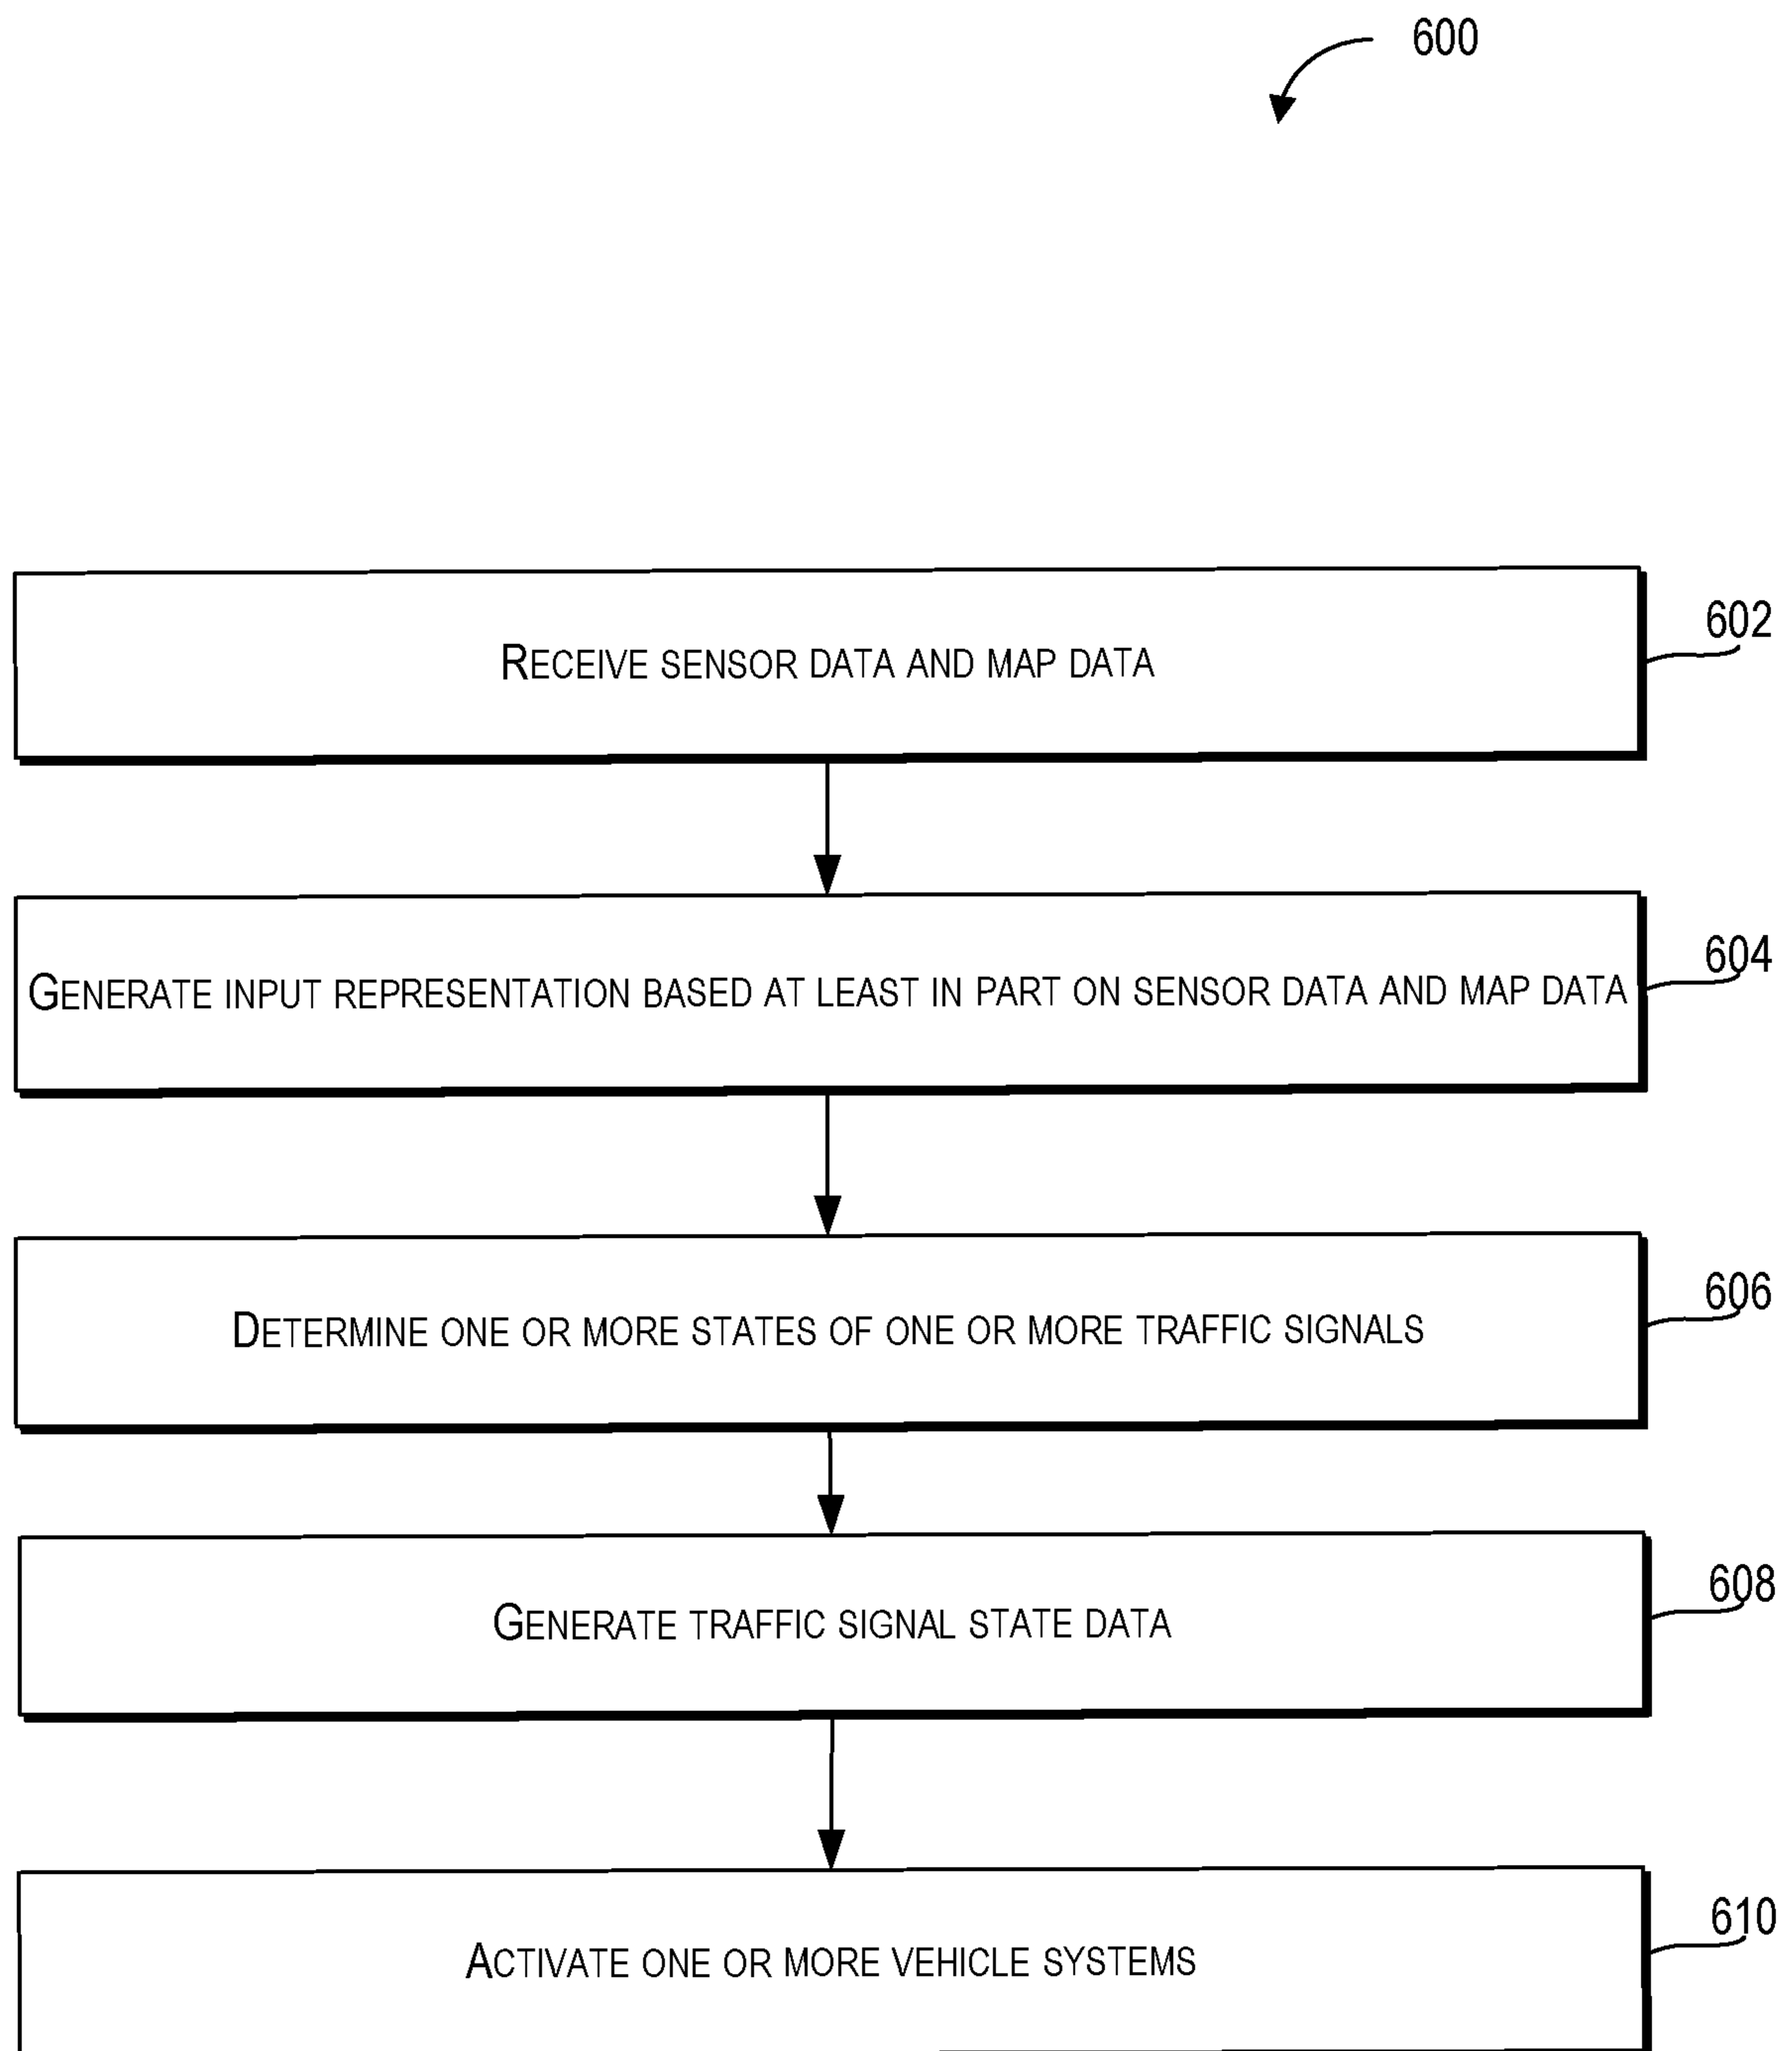 600
RECEIVE SENSOR DATA AND MAP DATA
602
GENERATE INPUT REPRESENTATION BASED AT LEAST IN PART ON SENSOR DATA AND MAP DATA
604
DETERMINE ONE OR MORE STATES OF ONE OR MORE TRAFFIC SIGNALS
606
GENERATE TRAFFIC SIGNAL STATE DATA
608
ACTIVATE ONE OR MORE VEHICLE SYSTEMS
610